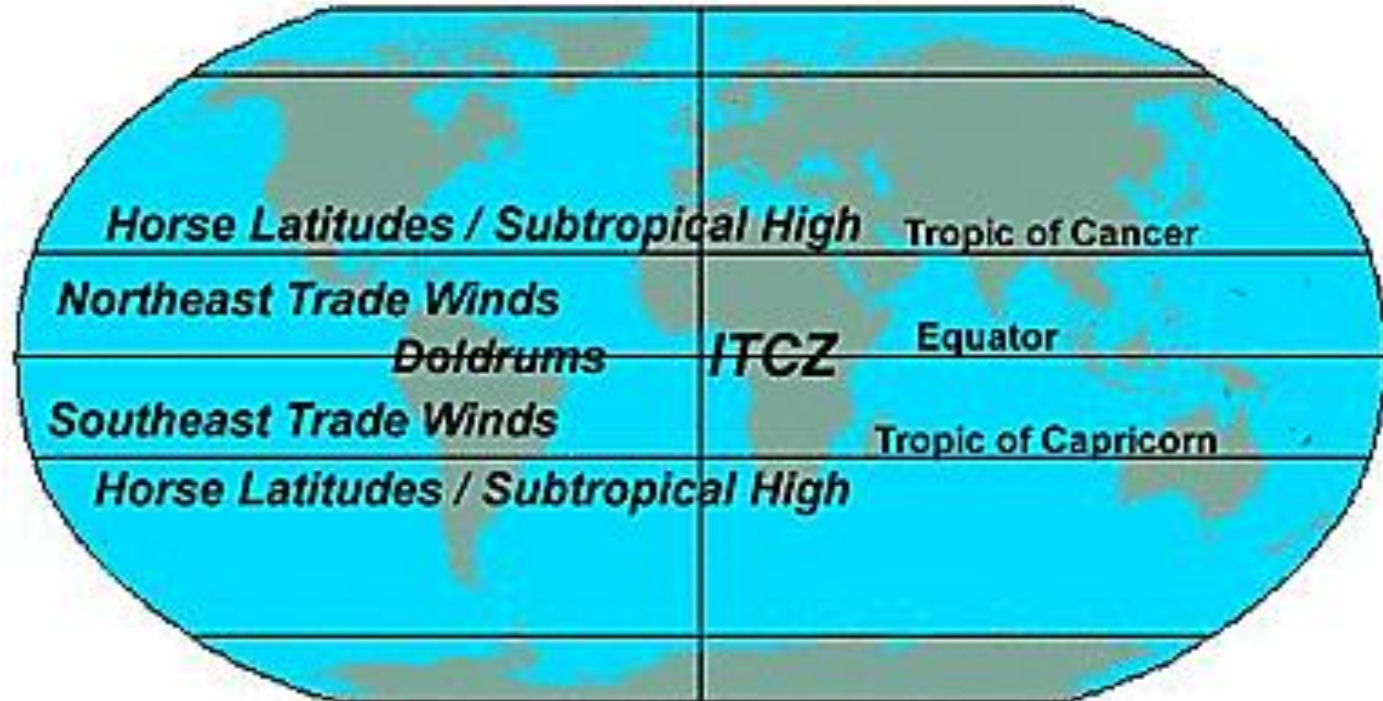 Horse Latitudes / Subtropical High
Tropic of Cancer
Northeast Trade Winds
Doldrums
ITCZ
Equator
Southeast Trade Winds
Tropic of Capricorn
Horse Latitudes / Subtropical High